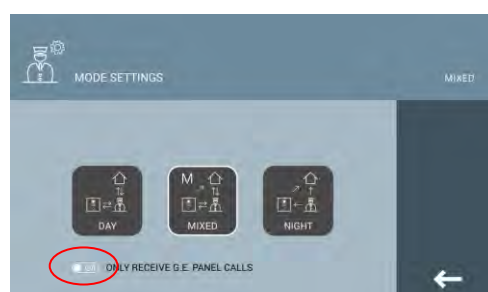 MODE SETTINGS
MIXED
M
DAY
MIXED
NIGHT
Off ONLY RECEIVE G.E. PANEL CALLS